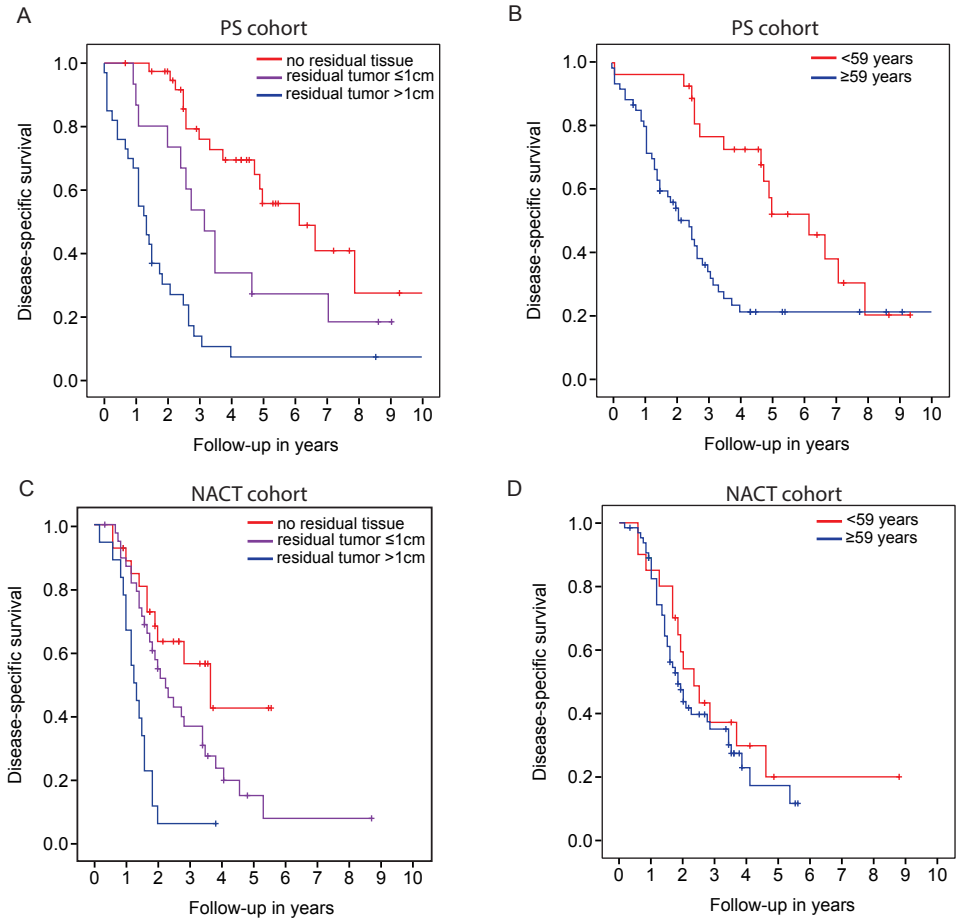 A
PS cohort
no residual tissue
residual tumor ≤1cm
residual tumor >1cm
Disease-specific survival
1.0
0.8
0.6
0.4
0.2
0.0
0 1 2 3 4 5 6 7 8 9 10
Follow-up in years
B
PS cohort
<59 years
≥59 years
Disease-specific survival
1.0
0.8
0.6
0.4
0.2
0.0
0 1 2 3 4 5 6 7 8 9 10
Follow-up in years
C
NACT cohort
no residual tissue
residual tumor ≤1cm
residual tumor >1cm
Disease-specific survival
1.0
0.8
0.6
0.4
0.2
0.0
0 1 2 3 4 5 6 7 8 9 10
Follow-up in years
D
NACT cohort
<59 years
≥59 years
Disease-specific survival
1.0
0.8
0.6
0.4
0.2
0.0
0 1 2 3 4 5 6 7 8 9 10
Follow-up in years